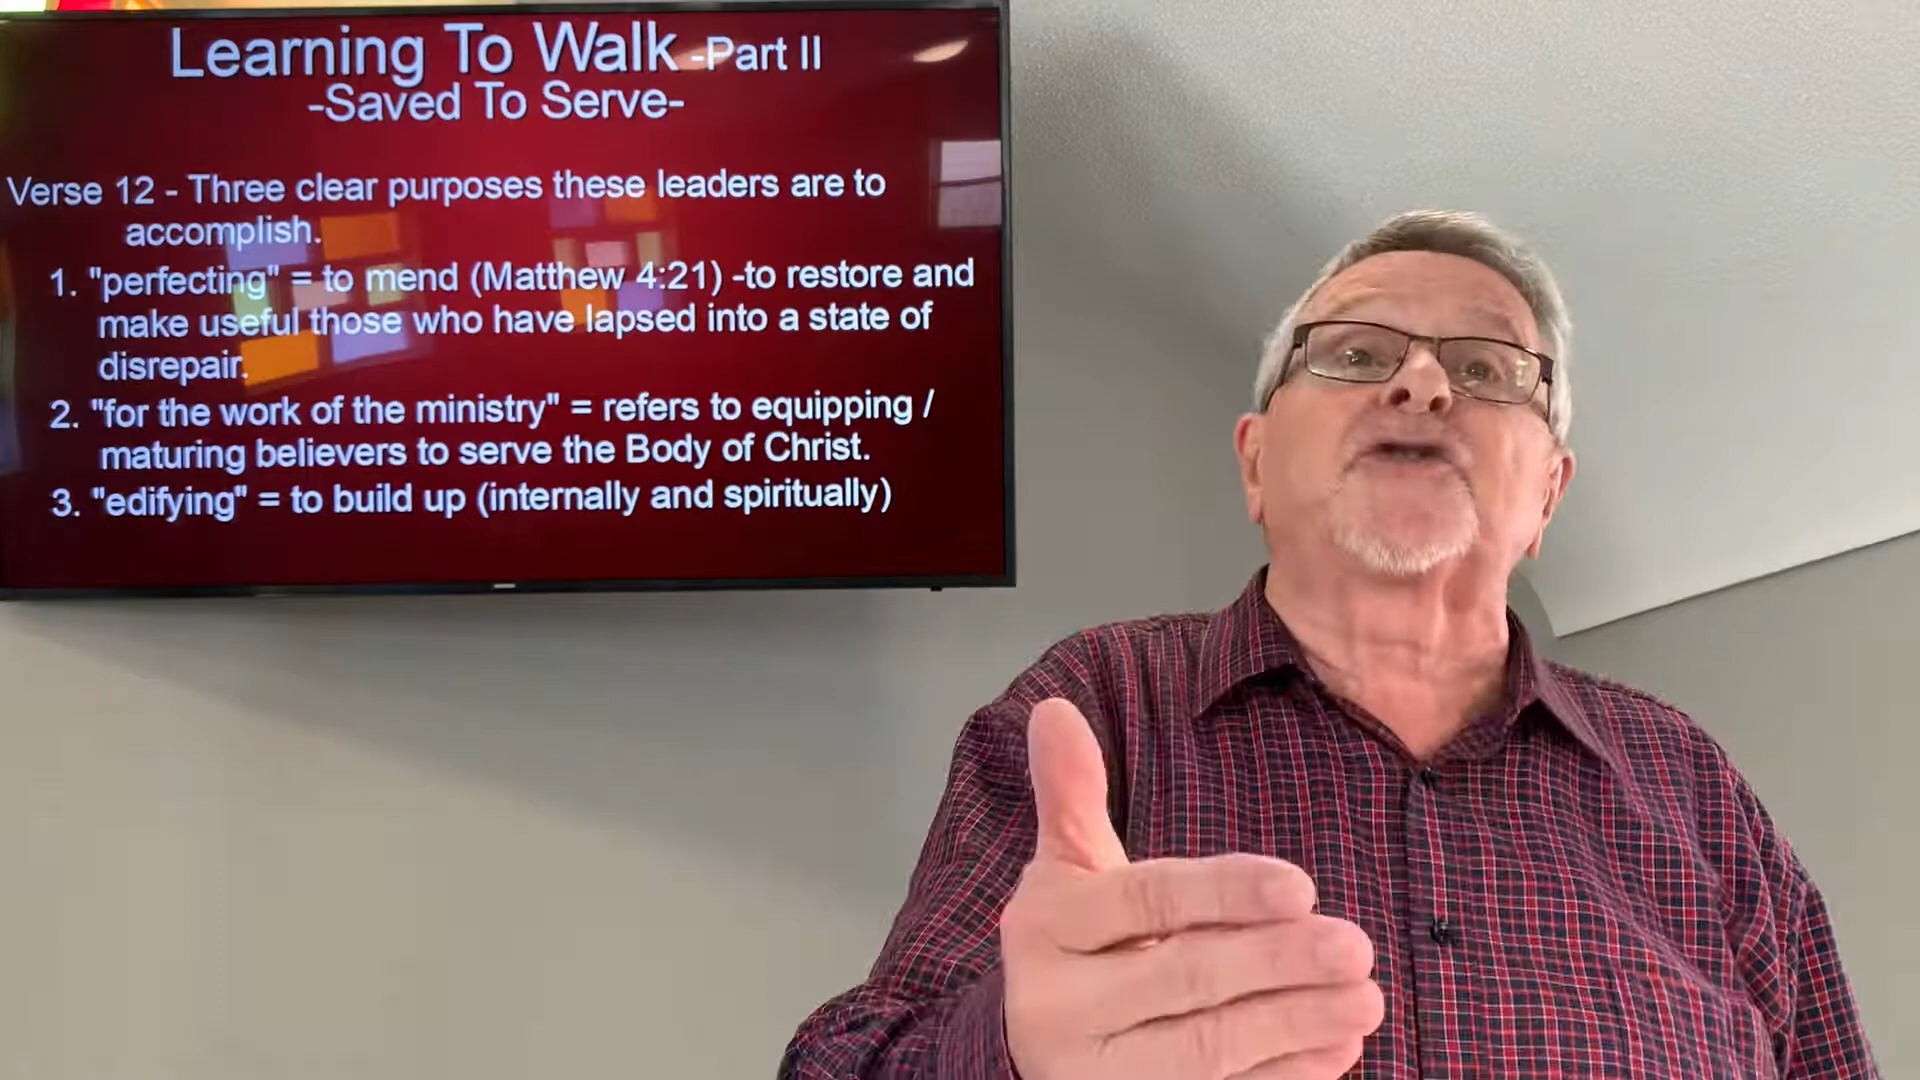 Learning To Walk -Part II
-Saved To Serve-
Verse 12 - Three clear purposes these leaders are to
accomplish.
1. "perfecting" = to mend (Matthew 4:21) -to restore and
make useful those who have lapsed into a state of
disrepair.
2. "for the work of the ministry" = refers to equipping /
maturing believers to serve the Body of Christ.
3. "edifying" = to build up (internally and spiritually)